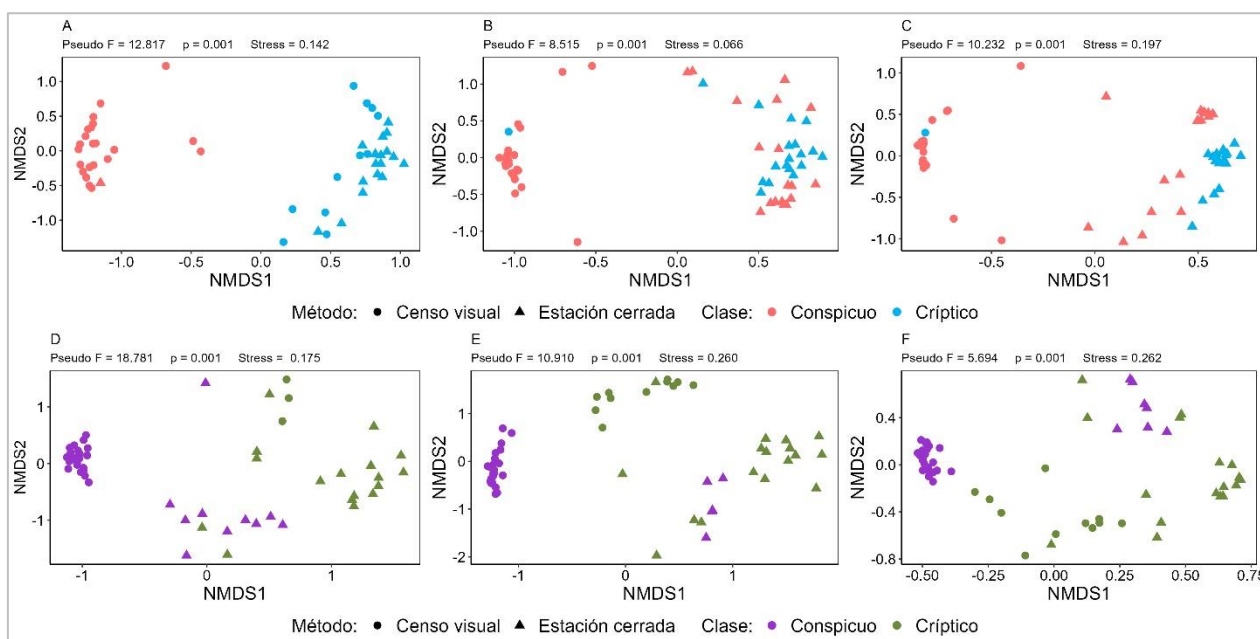 A
Pseudo F = 12.817 p = 0.001 Stress = 0.142
1.0
0.5
0.0
-0.5
-1.0
NMDS2
-1.0 -0.5 0.0 0.5 1.0
NMDS1
B
Pseudo F = 8.515 p = 0.001 Stress = 0.066
1.0
0.5
0.0
-0.5
-1.0
NMDS2
-1.0 -0.5 0.0 0.5 1.0
NMDS1
C
Pseudo F = 10.232 p = 0.001 Stress = 0.197
1.0
0.5
0.0
-0.5
-1.0
NMDS2
-0.5 0.0 0.5
NMDS1
Método: Censo visual Estación cerrada Clase: Conspicuo Críptico
D
Pseudo F = 18.781 p = 0.001 Stress = 0.175
1
0
-1
NMDS2
-1 0 1
NMDS1
E
Pseudo F = 10.910 p = 0.001 Stress = 0.260
1
0
-1
-2
NMDS2
-1 0 1
NMDS1
F
Pseudo F = 5.694 p = 0.001 Stress = 0.262
0.4
0.0
-0.4
-0.8
NMDS2
-0.50 -0.25 0.00 0.25 0.50 0.75
NMDS1
Método: Censo visual Estación cerrada Clase: Conspicuo Críptico